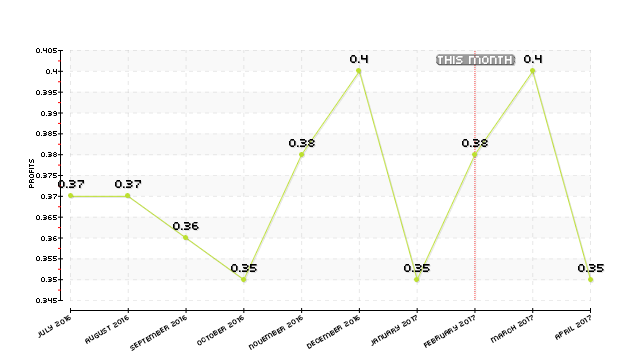 0.405
0.4
0.395
0.39
0.385
0.38
0.375
0.37
0.365
0.36
0.355
0.35
0.345
PROFITS
THIS MONTH
0.37
0.37
0.36
0.35
0.38
0.4
0.35
0.38
0.4
0.35
JULY 2016
AUGUST 2016
SEPTEMBER 2016
OCTOBER 2016
NOVEMBER 2016
DECEMBER 2016
JANUARY 2017
FEBRUARY 2017
MARCH 2017
APRIL 2017